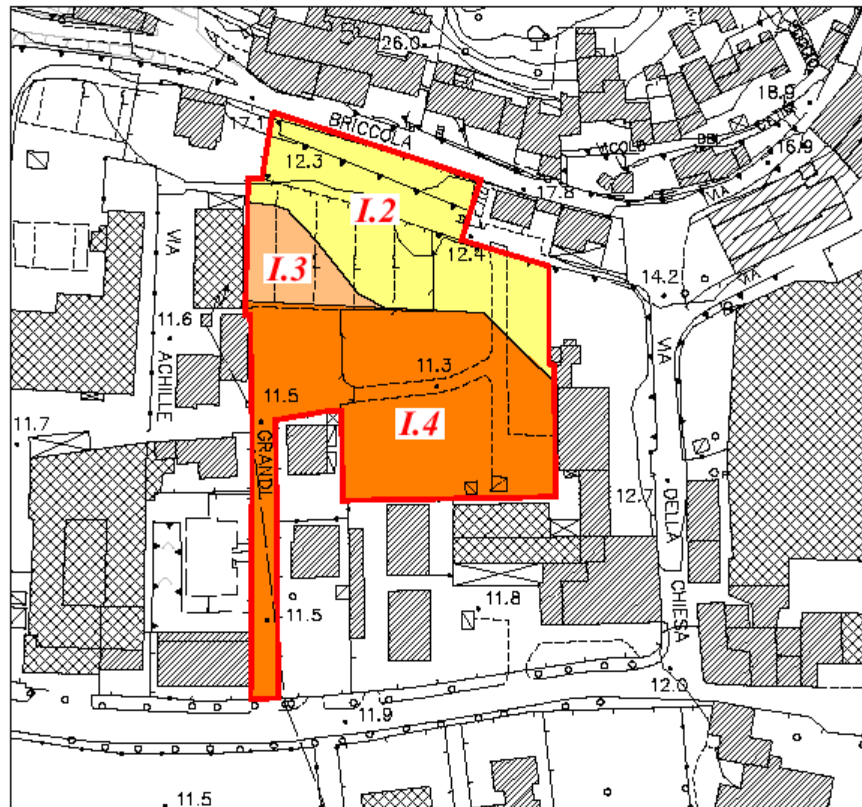 26.0
18.9
17.1
BRICCOLA
12.3
VICOLO
DEL
16.9
17.8
VIA
I.2
12.4
I.3
VIA
14.2
VIA
11.6
VIA
ACHILLE
11.3
11.5
11.7
GRANDI
I.4
12.7
DELLA
11.8
11.5
CHIESA
12.0
11.9
11.5